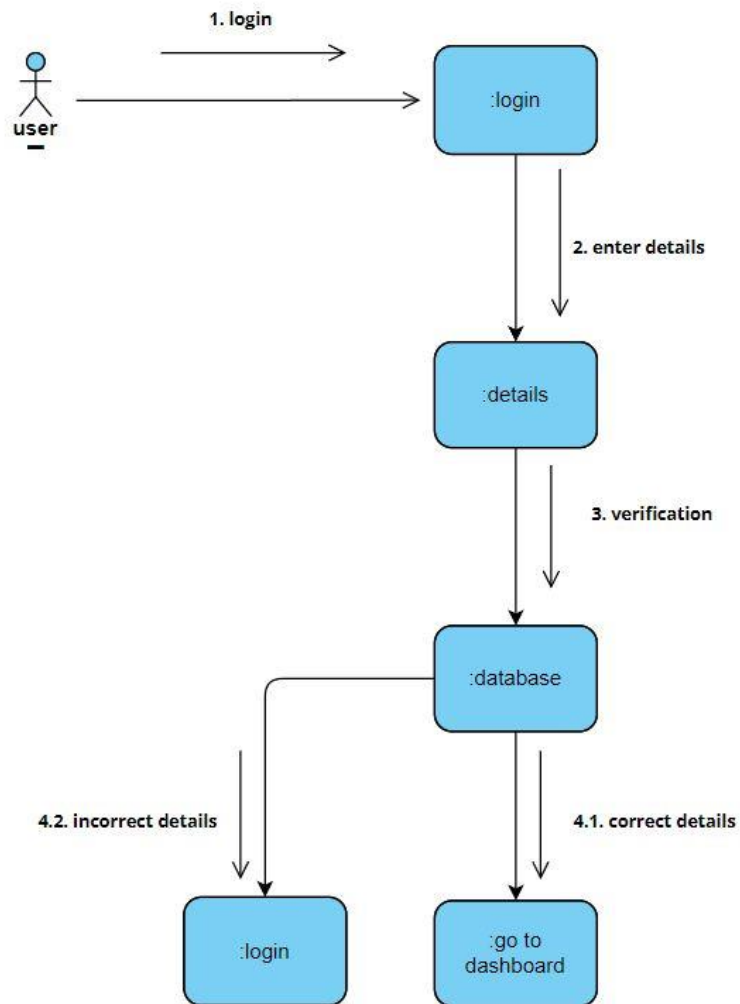 1. login
user
:login
2. enter details
:details
3. verification
:database
4.2. incorrect details
4.1. correct details
:login
:go to
dashboard